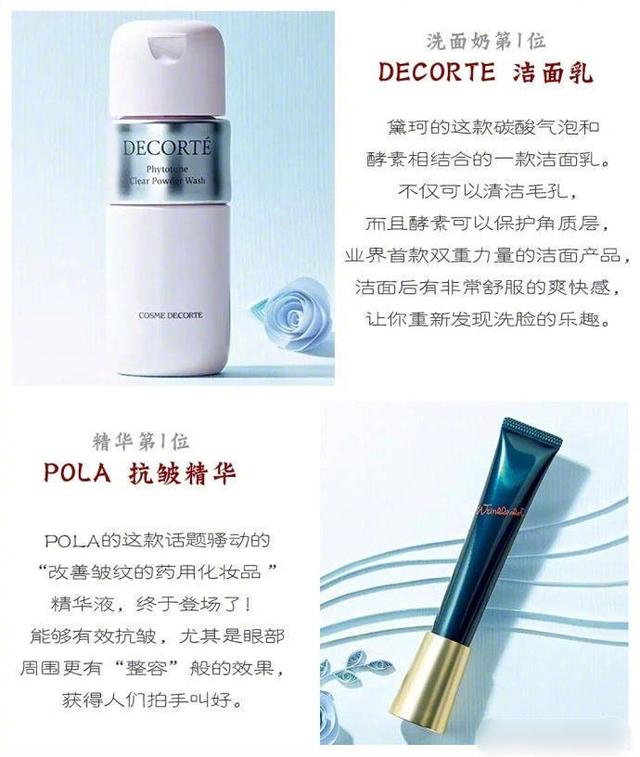 洗面奶第1位
DECORTE 洁面乳
黛珂的这款碳酸气泡和
酵素相结合的一款洁面乳。
不仅可以清洁毛孔，
而且酵素可以保护角质层，
业界首款双重力量的洁面产品，
洁面后有非常舒服的爽快感，
让你重新发现洗脸的乐趣。
DECORTÉ
Phytotune
Clear Powder Wash
COSME DECORTE
精华第1位
POLA 抗皱精华
POLA的这款话题骚动的
“改善皱纹的药用化妆品”
精华液，终于登场了！
能够有效抗皱，尤其是眼部
周围更有“整容”般的效果，
获得人们拍手叫好。